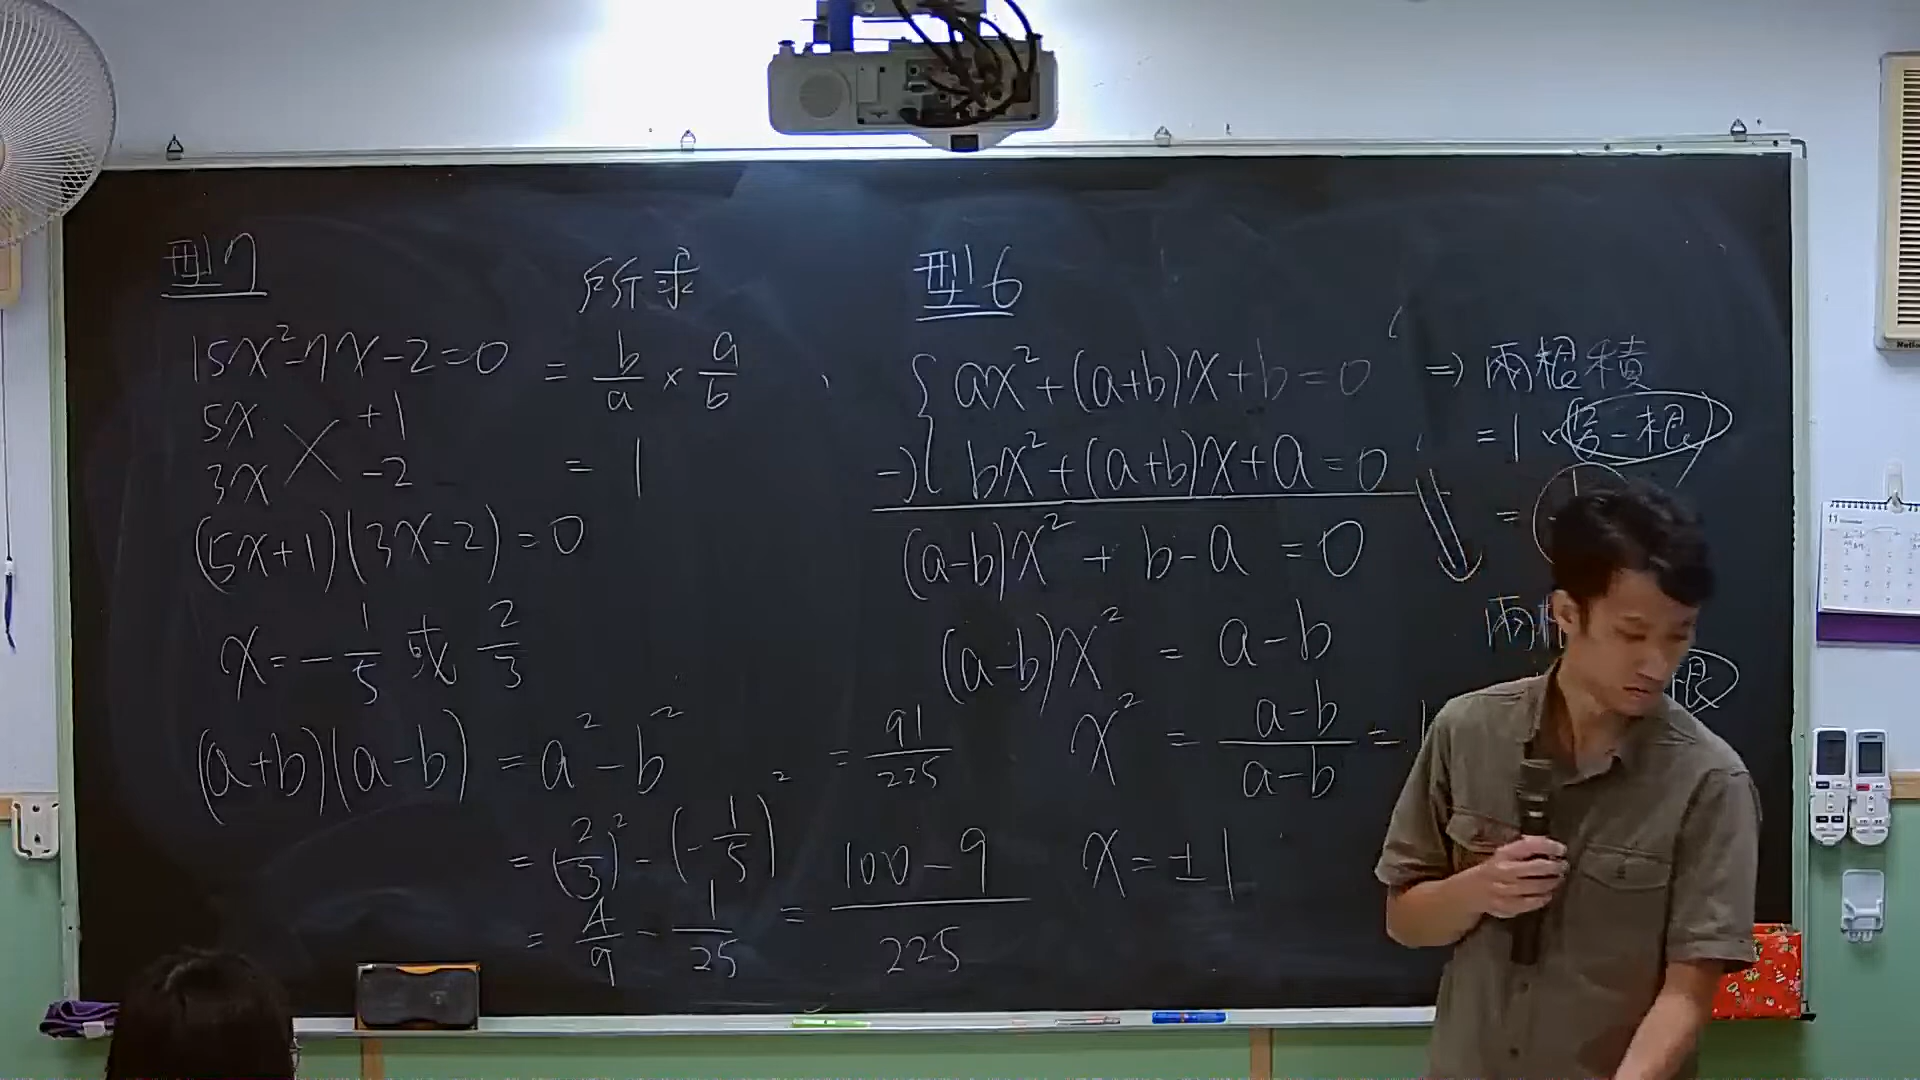 型7
15x²-7x-2=0
5x +1
3x -2
(5x+1)(3x-2)=0
x=-1/5 或 2/3
(a+b)(a-b) = a²-b²
= (2/3)² - (-1/5)²
= 4/9 - 1/25 = (100-9)/225
= 91/225
所求
= b/a × a/b
= 1
型6
{ ax²+(a+b)x+b=0
-) { bx²+(a+b)x+a=0
(a-b)x² + b-a = 0
(a-b)x² = a-b
x² = (a-b)/(a-b) =
x=±1
⇒ 兩根積
=1·另一根
=
兩
根